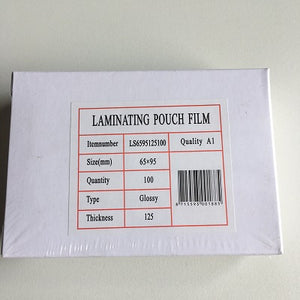 LAMINATING POUCH FILM
Itemnumber LS6595125100 Quality A1
Size(mm) 65×95
Quantity 100
Type Glossy
Thickness 125